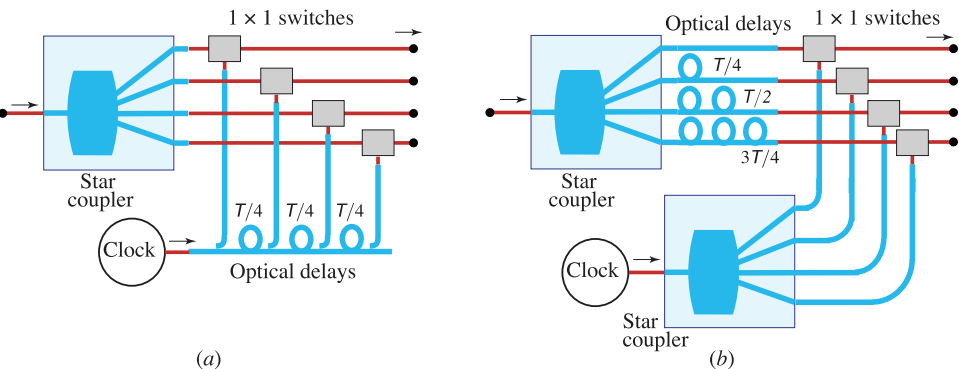 1 × 1 switches
Star
coupler
T/4 T/4 T/4
Clock
Optical delays
(a)
Optical delays 1 × 1 switches
T/4
T/2
3T/4
Star
coupler
Clock
Star
coupler
(b)